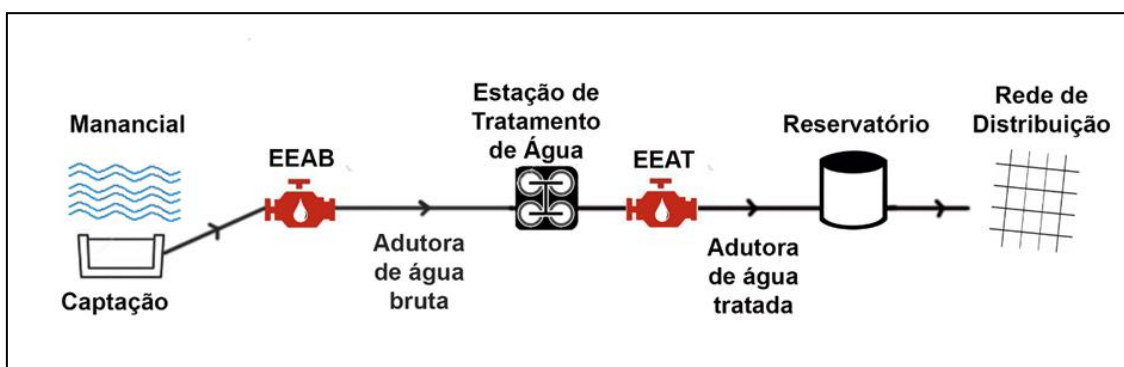 Manancial
Captação
EEAB
Adutora
de água
bruta
Estação de
Tratamento
de Água
EEAT
Adutora
de água
tratada
Reservatório
Rede de
Distribuição